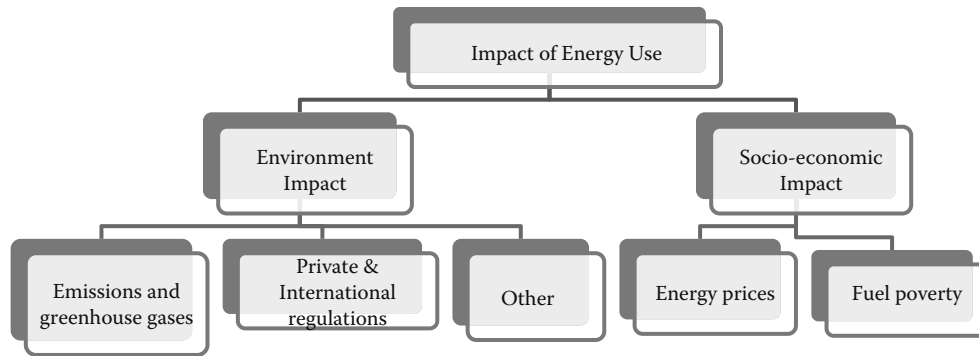 Impact of Energy Use
Environment
Impact
Socio-economic
Impact
Emissions and
greenhouse gases
Private &
International
regulations
Other
Energy prices
Fuel poverty